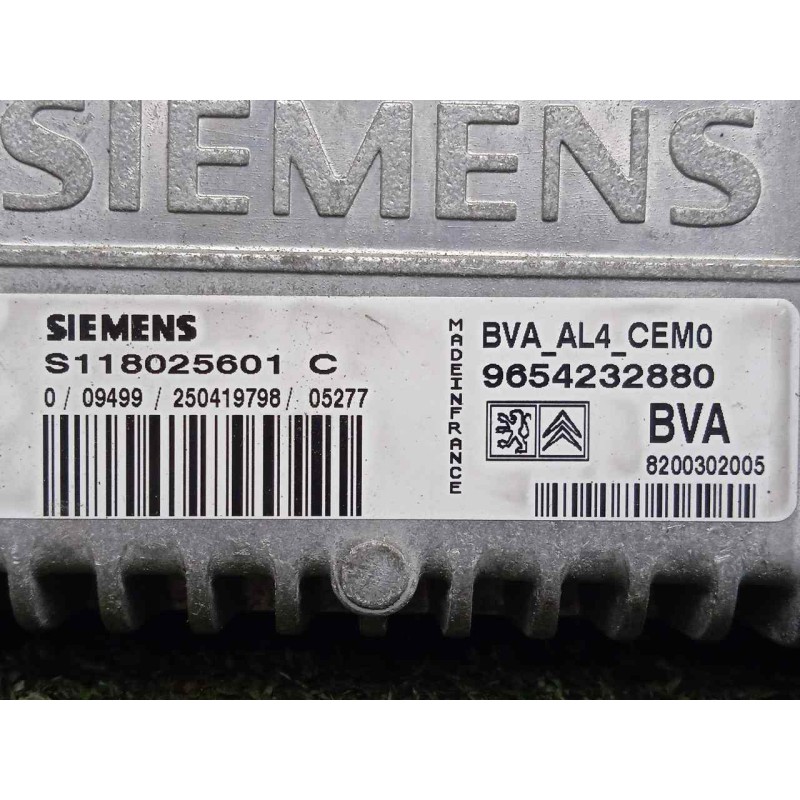 SIEMENS
SIEMENS
S118025601 C
0 / 09499 / 250419798 / 05277
MADEINFRANCE
BVA_AL4_CEM0
9654232880
BVA
8200302005